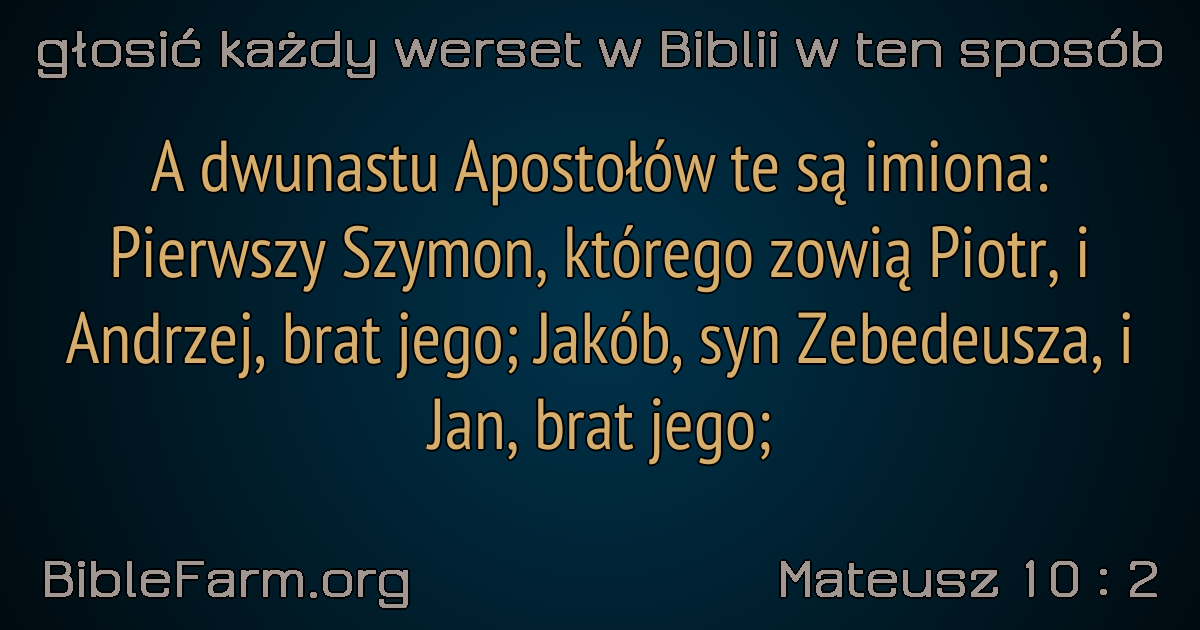 głosić każdy werset w Biblii w ten sposób
A dwunastu Apostołów te są imiona:
Pierwszy Szymon, którego zowią Piotr, i
Andrzej, brat jego; Jakób, syn Zebedeusza, i
Jan, brat jego;
BibleFarm.org
Mateusz 10 : 2